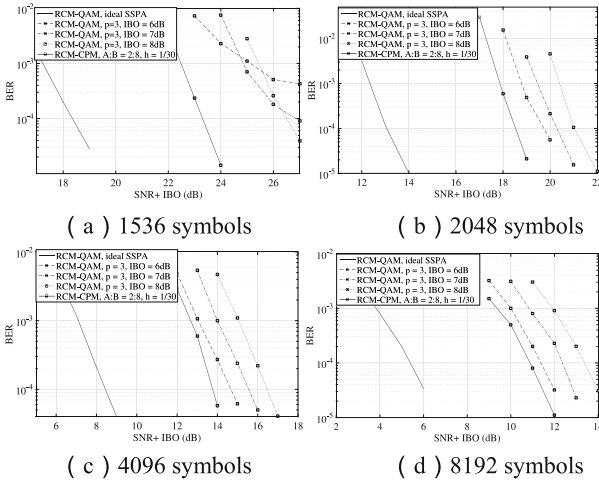 RCM-QAM, ideal SSPA
RCM-QAM, p=3, IBO = 6dB
RCM-QAM, p=3, IBO = 7dB
RCM-QAM, p=3, IBO = 8dB
RCM-CPM, A:B = 2:8, h = 1/30
BER
10-2
10-3
10-4
18 20 22 24 26
SNR+ IBO (dB)
( a ) 1536 symbols
RCM-QAM, ideal SSPA
RCM-QAM, p = 3, IBO = 6dB
RCM-QAM, p = 3, IBO = 7dB
RCM-QAM, p = 3, IBO = 8dB
RCM-CPM, A:B = 2:8, h = 1/30
BER
10-2
10-3
10-4
10-5
12 14 16 18 20 22
SNR+ IBO (dB)
( b ) 2048 symbols
RCM-QAM, ideal SSPA
RCM-QAM, p = 3, IBO = 6dB
RCM-QAM, p = 3, IBO = 7dB
RCM-QAM, p = 3, IBO = 8dB
RCM-CPM, A:B = 2:8, h = 1/30
BER
10-2
10-3
10-4
6 8 10 12 14 16 18
SNR+ IBO (dB)
( c ) 4096 symbols
RCM-QAM, ideal SSPA
RCM-QAM, p = 3, IBO = 6dB
RCM-QAM, p = 3, IBO = 7dB
RCM-QAM, p = 3, IBO = 8dB
RCM-CPM, A:B = 2:8, h = 1/30
BER
10-2
10-3
10-4
10-5
2 4 6 8 10 12 14
SNR+ IBO (dB)
( d ) 8192 symbols